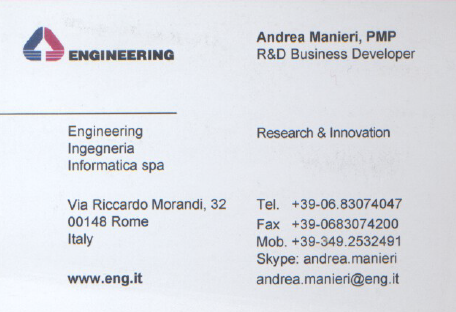 ENGINEERING
Andrea Manieri, PMP
R&D Business Developer
Engineering
Ingegneria
Informatica spa
Research & Innovation
Via Riccardo Morandi, 32
00148 Rome
Italy
www.eng.it
Tel. +39-06.83074047
Fax +39-0683074200
Mob. +39-349.2532491
Skype: andrea.manieri
andrea.manieri@eng.it